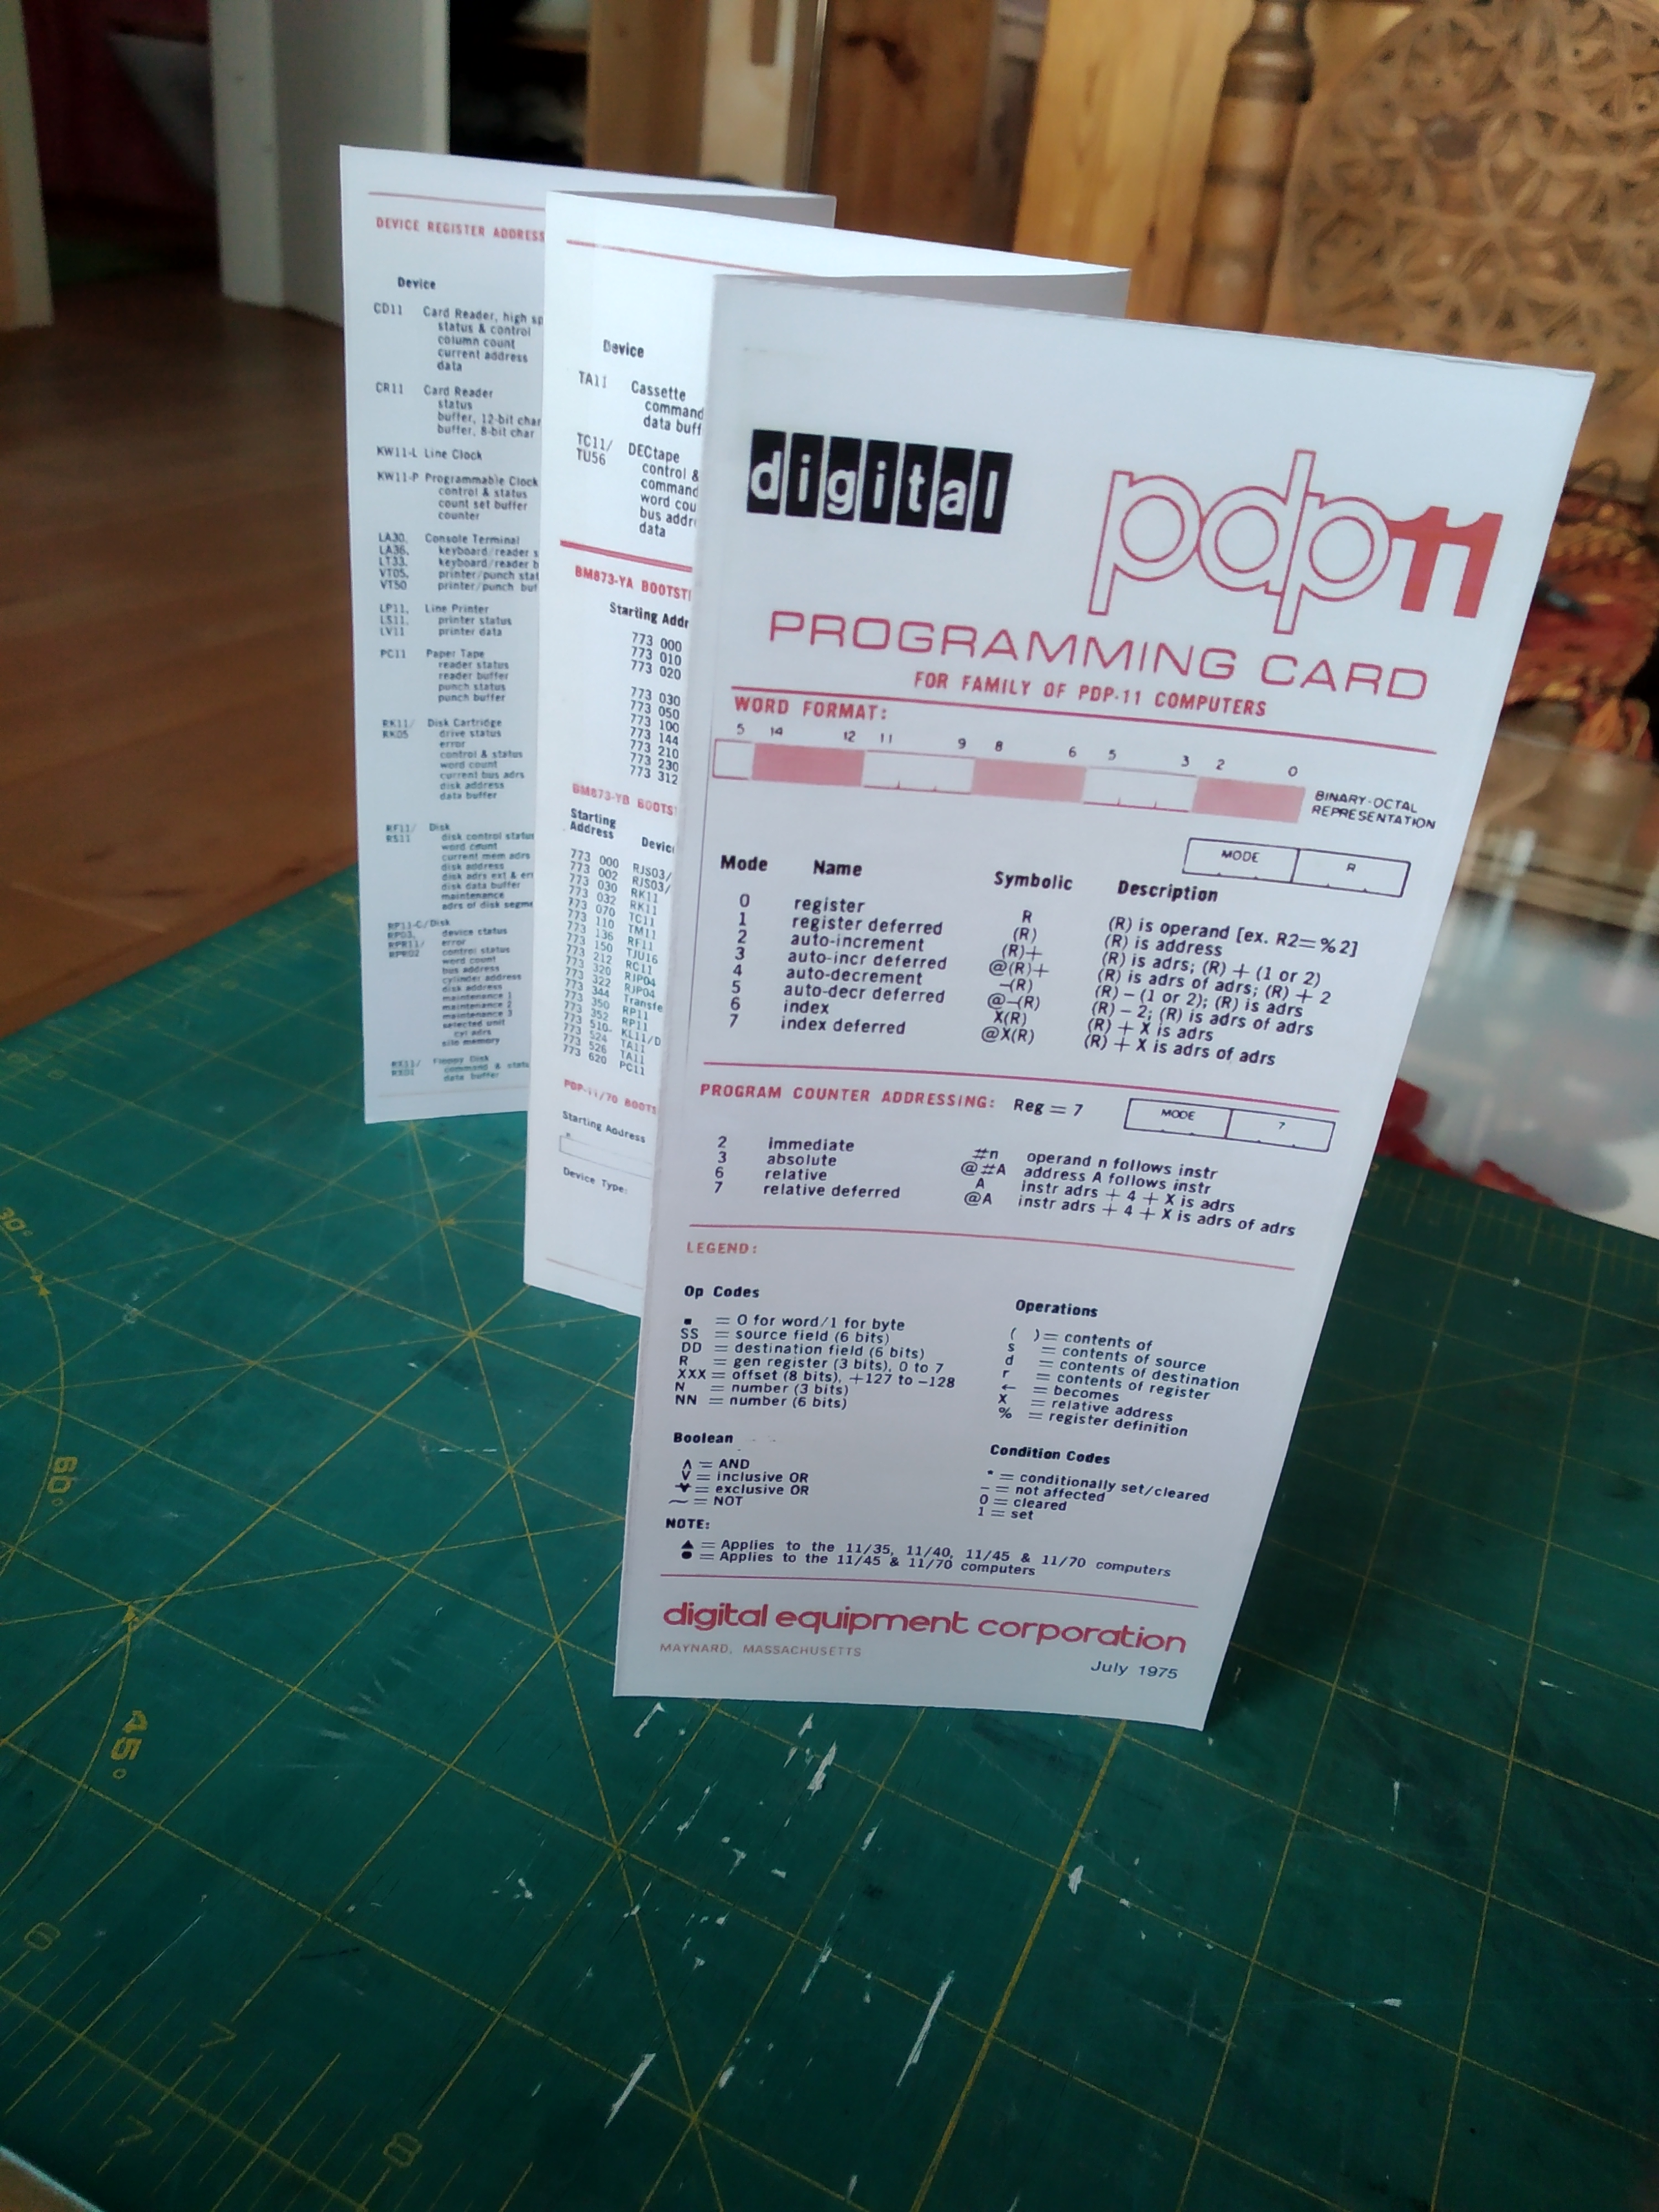 DEVICE REGISTER ADDRESS
Device
CD11 Card Reader, high sp
status & control
column count
current address
data
CR11 Card Reader
status
buffer, 12-bit char
buffer, 8-bit char
KW11-L Line Clock
KW11-P Programmable Clock
control & status
count set buffer
counter
LA30, Console Terminal
LA36, keyboard/reader s
LT33, keyboard/reader b
VT05, printer/punch stat
VT50 printer/punch buf
LP11, Line Printer
LS11, printer status
LV11 printer data
PC11 Paper Tape
reader status
reader buffer
punch status
punch buffer
RK11/ Disk Cartridge
RK05 drive status
error
control & status
word count
current bus adrs
disk address
data buffer
RF11/ Disk
RS11 disk control status
word count
current mem adrs
disk address
disk adrs ext & err
disk data buffer
maintenance
adrs of disk segme
RP11-C/Disk
RP03, device status
RPR11/ error
RPR02 control status
word count
bus address
cylinder address
disk address
maintenance 1
maintenance 2
maintenance 3
selected unit
cyl adrs
silo memory
RX11/ Floppy Disk
RX01 command & statu
data buffer
Device
TA11 Cassette
command
data buff
TC11/ DECtape
TU56 control &
command
word cou
bus addr
data
BM873-YA BOOTST
Starting Addr
773 000
773 010
773 020
773 030
773 050
773 100
773 144
773 210
773 230
773 312
BM873-YB BOOTS
Starting
Address Devic
773 000 RJS03/
773 002 RJS03/
773 030 RK11
773 032 RK11
773 070 TC11
773 110 TM11
773 136 RF11
773 150 TJU16
773 212 RC11
773 320 RJP04
773 322 RJP04
773 344 Transfe
773 350 RP11
773 352 RP11
773 510 KL11/D
773 524 TA11
773 526 TA11
773 620 PC11
PDP-11/70 BOOTS
Starting Address
Device Type:
digital pdp11
PROGRAMMING CARD
FOR FAMILY OF PDP-11 COMPUTERS
WORD FORMAT:
5 14 12 11 9 8 6 5 3 2 0
BINARY-OCTAL
REPRESENTATION
MODE R
Mode Name Symbolic Description
0 register R (R) is operand [ex. R2=%2]
1 register deferred (R) (R) is address
2 auto-increment (R)+ (R) is adrs; (R) + (1 or 2)
3 auto-incr deferred @(R)+ (R) is adrs of adrs; (R) + 2
4 auto-decrement -(R) (R) - (1 or 2); (R) is adrs
5 auto-decr deferred @-(R) (R) - 2; (R) is adrs of adrs
6 index X(R) (R) + X is adrs
7 index deferred @X(R) (R) + X is adrs of adrs
PROGRAM COUNTER ADDRESSING: Reg = 7
MODE 7
2 immediate #n operand n follows instr
3 absolute @#A address A follows instr
6 relative A instr adrs + 4 + X is adrs
7 relative deferred @A instr adrs + 4 + X is adrs of adrs
LEGEND:
Op Codes
■ = 0 for word/1 for byte
SS = source field (6 bits)
DD = destination field (6 bits)
R = gen register (3 bits), 0 to 7
XXX = offset (8 bits), +127 to -128
N = number (3 bits)
NN = number (6 bits)
Operations
( ) = contents of
s = contents of source
d = contents of destination
r = contents of register
← = becomes
X = relative address
% = register definition
Boolean
∧ = AND
∨ = inclusive OR
⊻ = exclusive OR
~ = NOT
Condition Codes
* = conditionally set/cleared
- = not affected
0 = cleared
1 = set
NOTE:
▲ = Applies to the 11/35, 11/40, 11/45 & 11/70 computers
● = Applies to the 11/45 & 11/70 computers
digital equipment corporation
MAYNARD, MASSACHUSETTS
July 1975
30°
60°
45°
6
7
7
8